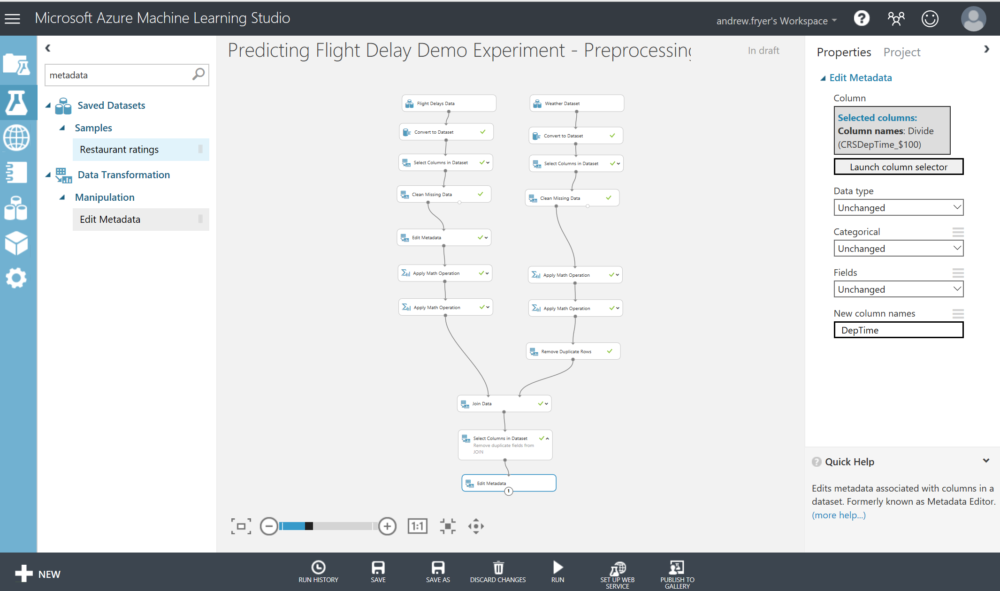 Microsoft Azure Machine Learning Studio
andrew.fryer's Workspace
metadata
Saved Datasets
Samples
Restaurant ratings
Data Transformation
Manipulation
Edit Metadata
Predicting Flight Delay Demo Experiment - Preprocessing
In draft
Flight Delays Data
Weather Dataset
Convert to Dataset
Convert to Dataset
Select Columns in Dataset
Select Columns in Dataset
Clean Missing Data
Clean Missing Data
Edit Metadata
Apply Math Operation
Apply Math Operation
Apply Math Operation
Apply Math Operation
Remove Duplicate Rows
Join Data
Select Columns in Dataset
Remove duplicate fields from
JOIN
Edit Metadata
1
1:1
Properties
Project
Edit Metadata
Column
Selected columns:
Column names: Divide
(CRSDepTime_$100)
Launch column selector
Data type
Unchanged
Categorical
Unchanged
Fields
Unchanged
New column names
DepTime
? Quick Help
Edits metadata associated with columns in a
dataset. Formerly known as Metadata Editor.
(more help...)
NEW
RUN HISTORY
SAVE
SAVE AS
DISCARD CHANGES
RUN
SET UP WEB
SERVICE
PUBLISH TO
GALLERY